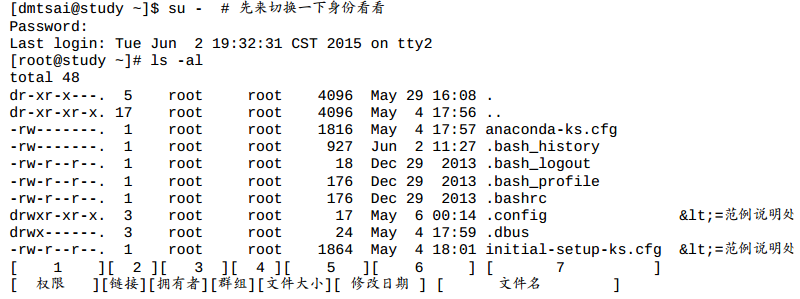 [dmtsai@study ~]$ su -  # 先来切换一下身份看看
Password:
Last login: Tue Jun  2 19:32:31 CST 2015 on tty2
[root@study ~]# ls -al
total 48
dr-xr-x---.  5    root     root    4096  May 29 16:08 .
dr-xr-xr-x. 17    root     root    4096  May  4 17:56 ..
-rw-------.  1    root     root    1816  May  4 17:57 anaconda-ks.cfg
-rw-------.  1    root     root     927  Jun  2 11:27 .bash_history
-rw-r--r--.  1    root     root      18  Dec 29  2013 .bash_logout
-rw-r--r--.  1    root     root     176  Dec 29  2013 .bash_profile
-rw-r--r--.  1    root     root     176  Dec 29  2013 .bashrc
drwxr-xr-x.  3    root     root      17  May  6 00:14 .config            &lt;=范例说明处
drwx------.  3    root     root      24  May  4 17:59 .dbus
-rw-r--r--.  1    root     root    1864  May  4 18:01 initial-setup-ks.cfg  &lt;=范例说明处
[    1    ][  2 ][   3   ][  4 ][    5    ][     6     ] [       7          ]
[  权限   ][链接][拥有者][群组][文件大小][ 修改日期 ] [      文件名        ]